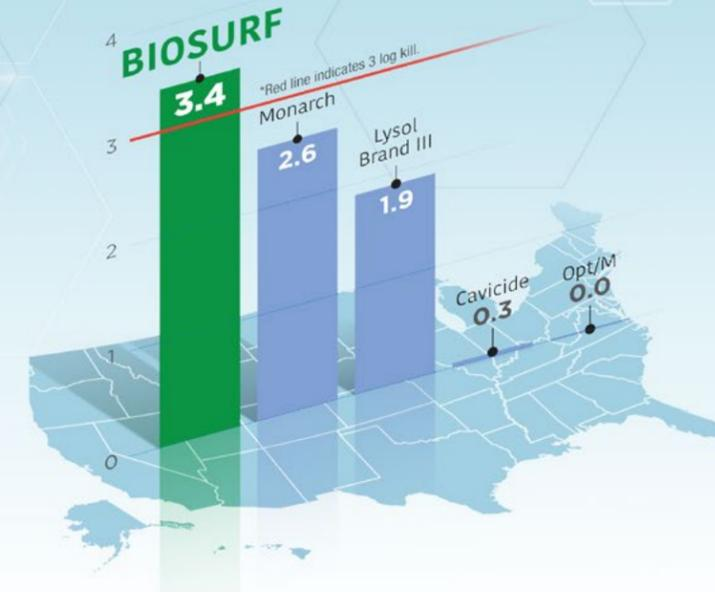 4
BIOSURF
3.4
*Red line indicates 3 log kill.
3
Monarch
2.6
Lysol
Brand III
1.9
2
Cavicide
0.3
Opt/M
0.0
1
0